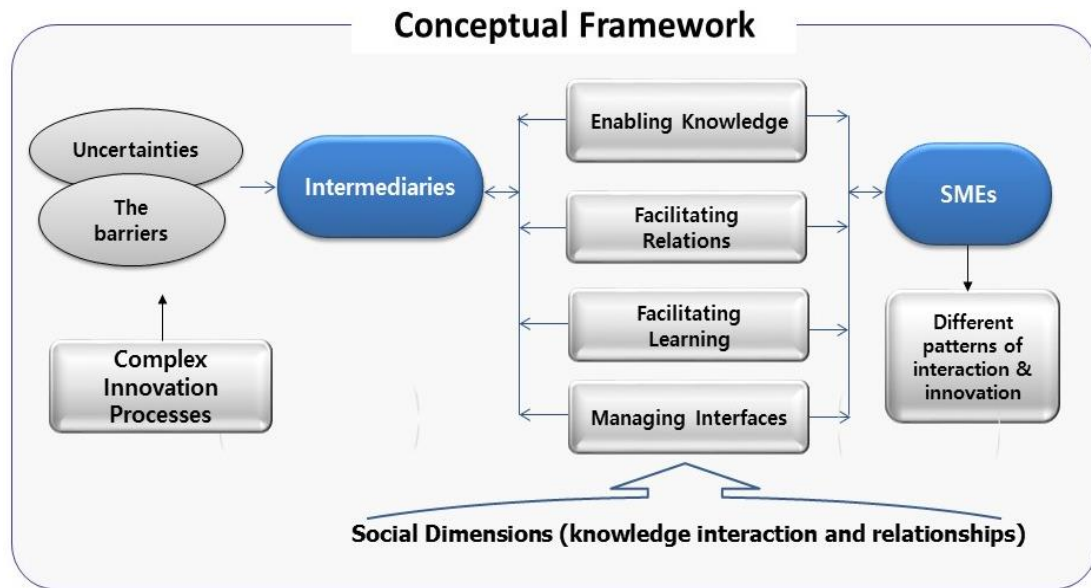 Conceptual Framework
Uncertainties
The
barriers
Complex
Innovation
Processes
Intermediaries
Enabling Knowledge
Facilitating
Relations
Facilitating
Learning
Managing Interfaces
SMEs
Different
patterns of
interaction &
innovation
Social Dimensions (knowledge interaction and relationships)